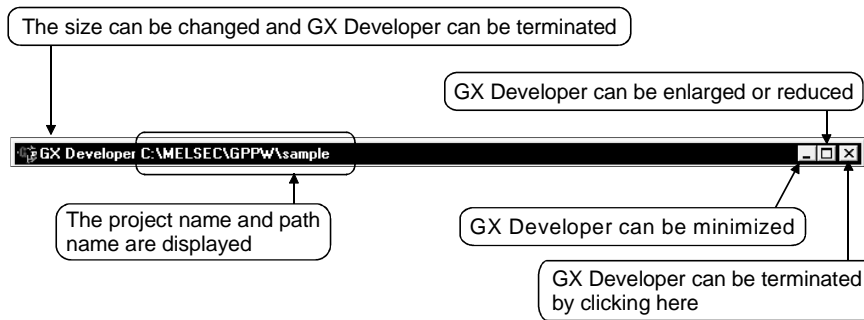 The size can be changed and GX Developer can be terminated
GX Developer can be enlarged or reduced
GX Developer C:\MELSEC\GPPW\sample
The project name and path
name are displayed
GX Developer can be minimized
GX Developer can be terminated
by clicking here